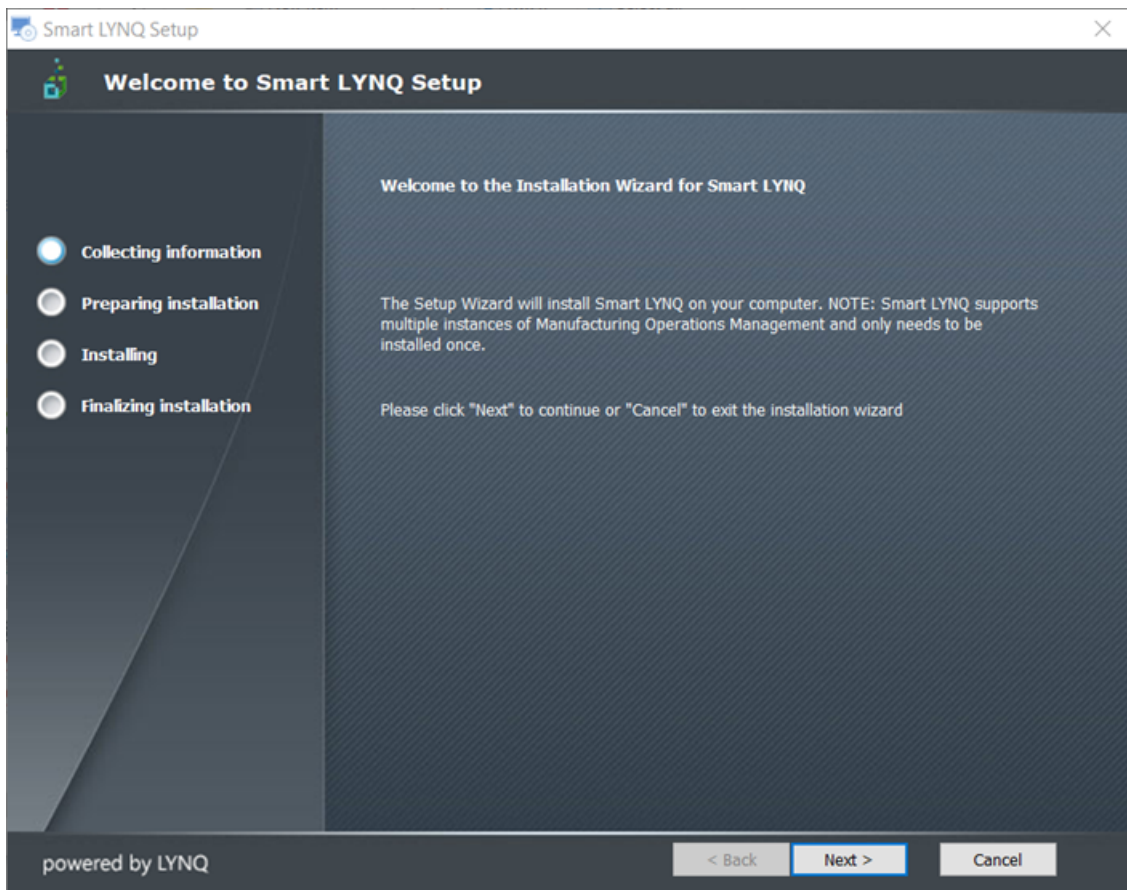 Smart LYNQ Setup
Welcome to Smart LYNQ Setup
Collecting information
Preparing installation
Installing
Finalizing installation
Welcome to the Installation Wizard for Smart LYNQ
The Setup Wizard will install Smart LYNQ on your computer. NOTE: Smart LYNQ supports
multiple instances of Manufacturing Operations Management and only needs to be
installed once.
Please click "Next" to continue or "Cancel" to exit the installation wizard
powered by LYNQ
< Back
Next >
Cancel